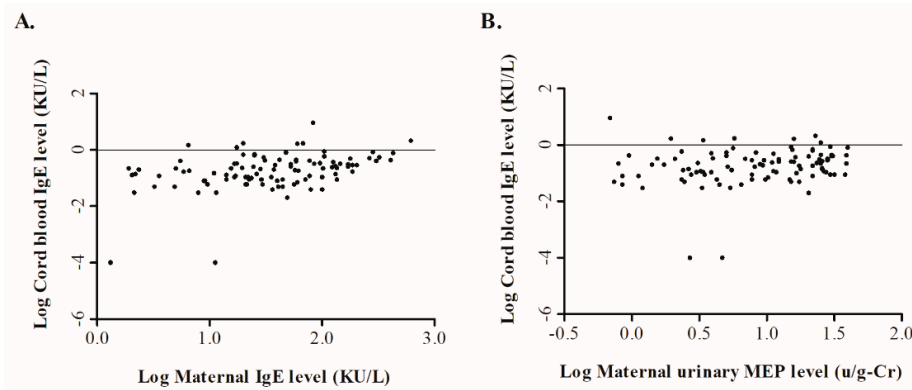 A.
Log Cord blood IgE level (KU/L)
2
0
-2
-4
-6
0.0 1.0 2.0 3.0
Log Maternal IgE level (KU/L)
B.
Log Cord blood IgE level (KU/L)
2
0
-2
-4
-6
-0.5 0.0 0.5 1.0 1.5 2.0
Log Maternal urinary MEP level (u/g-Cr)